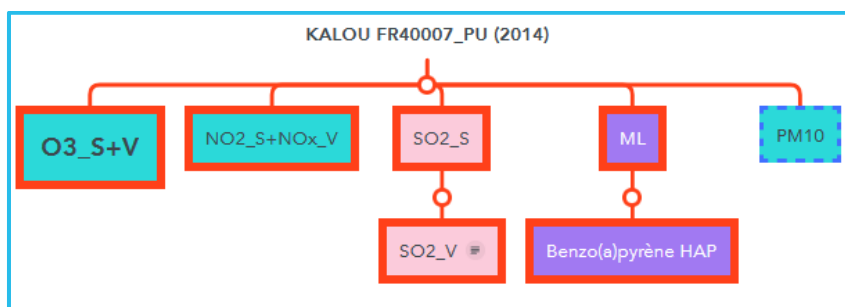 KALOU FR40007_PU (2014)
O3_S+V
NO2_S+NOx_V
SO2_S
ML
PM10
SO2_V
Benzo(a)pyrène HAP